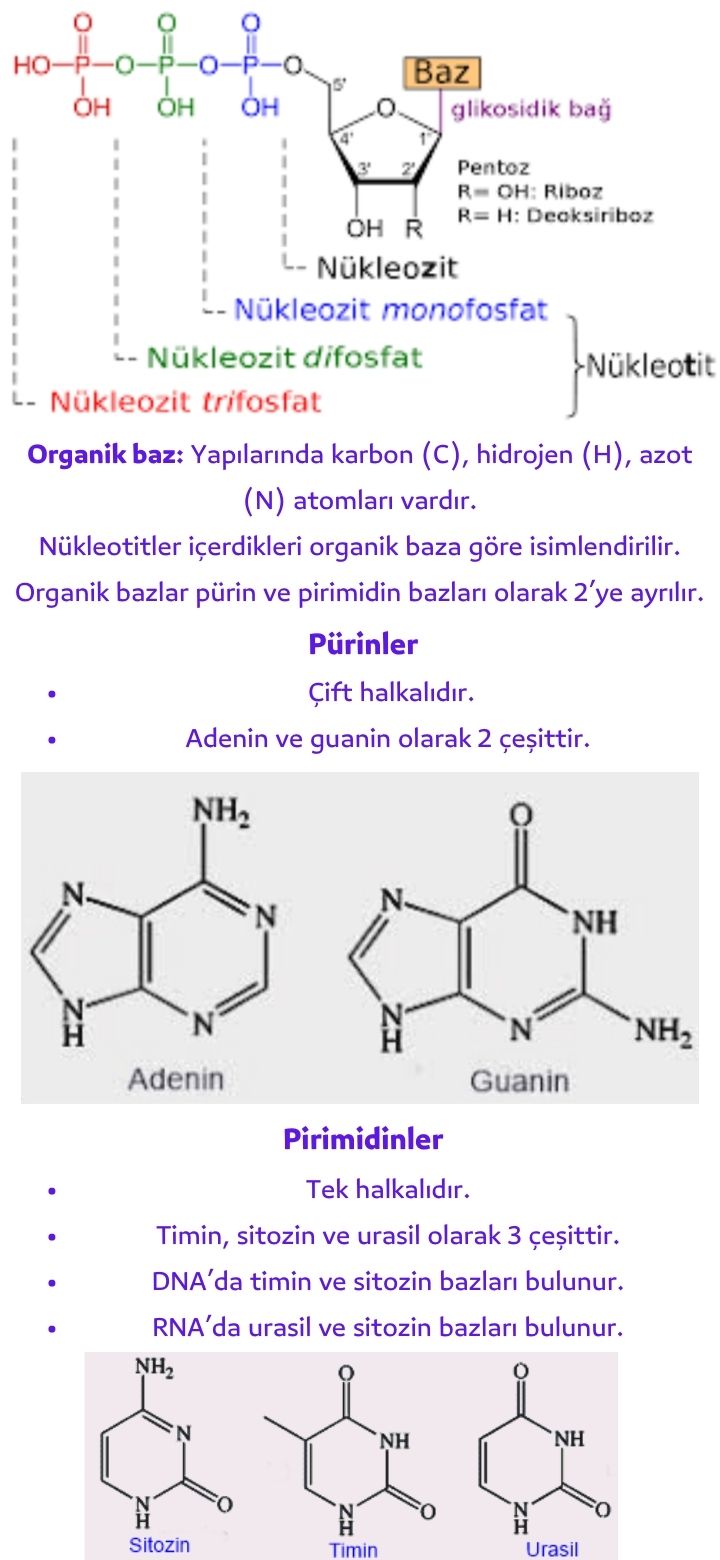 O O O
HO P O P O P O
OH OH OH
Baz
glikosidik bağ
5'
O
4' 1'
3' 2'
OH R
Pentoz
R= OH: Riboz
R= H: Deoksiriboz
Nükleozit
Nükleozit monofosfat
Nükleozit difosfat
Nükleozit trifosfat
Nükleotit
Organik baz: Yapılarında karbon (C), hidrojen (H), azot
(N) atomları vardır.
Nükleotitler içerdikleri organik baza göre isimlendirilir.
Organik bazlar pürin ve pirimidin bazları olarak 2’ye ayrılır.
Pürinler
• Çift halkalıdır.
• Adenin ve guanin olarak 2 çeşittir.
NH₂
N N
N N
H
Adenin
O
N NH
N N NH₂
H
Guanin
Pirimidinler
• Tek halkalıdır.
• Timin, sitozin ve urasil olarak 3 çeşittir.
• DNA’da timin ve sitozin bazları bulunur.
• RNA’da urasil ve sitozin bazları bulunur.
NH₂
N
N O
H
Sitozin
O
NH
N O
H
Timin
O
NH
N O
H
Urasil